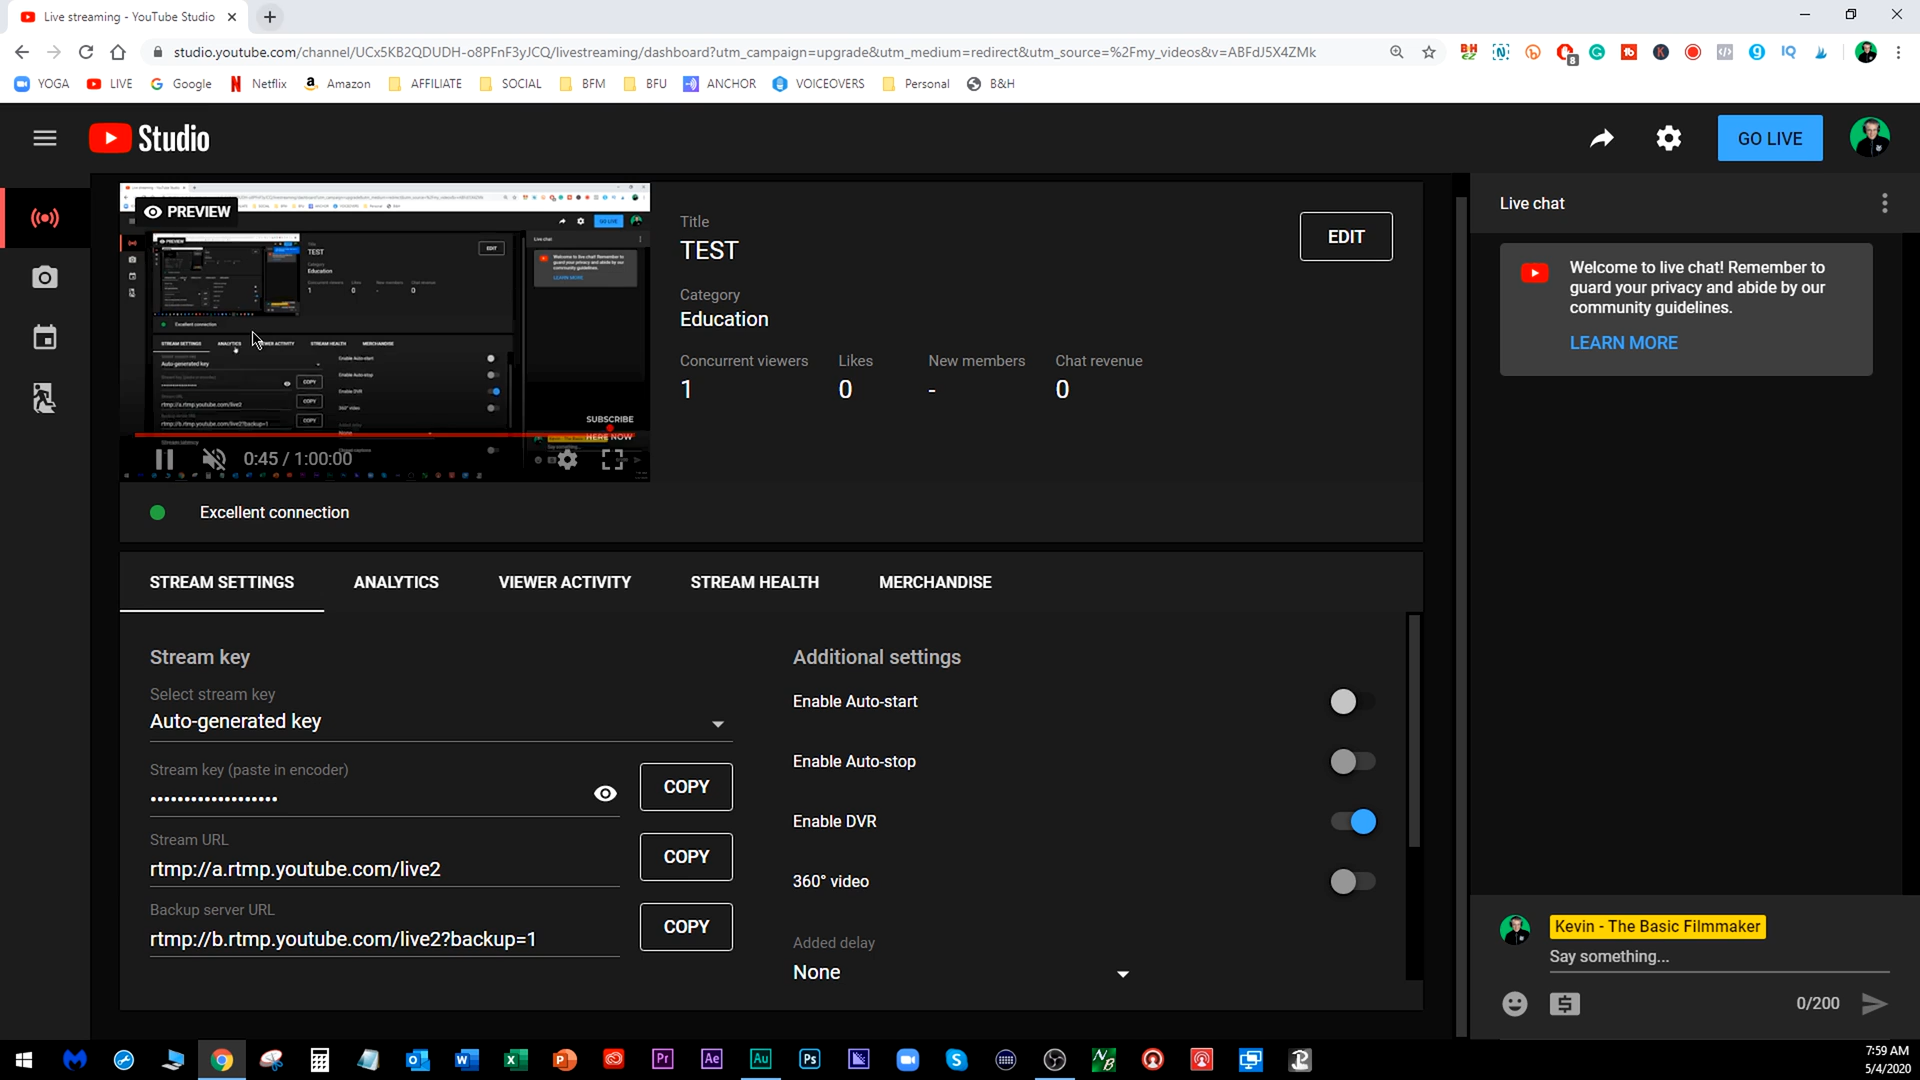 Live streaming - YouTube Studio
studio.youtube.com/channel/UCx5KB2QDUDH-o8PFnF3yJCQ/livestreaming/dashboard?utm_campaign=upgrade&utm_medium=redirect&utm_source=%2Fmy_videos&v=ABFdJ5X4ZMk
YOGA LIVE Google Netflix Amazon AFFILIATE SOCIAL BFM BFU ANCHOR VOICEOVERS Personal B&H
Studio
GO LIVE
PREVIEW
SUBSCRIBE
HERE NOW
0:45 / 1:00:00
Title
TEST
EDIT
Category
Education
Concurrent viewers Likes New members Chat revenue
1 0 - 0
Excellent connection
STREAM SETTINGS ANALYTICS VIEWER ACTIVITY STREAM HEALTH MERCHANDISE
Stream key
Select stream key
Auto-generated key
Stream key (paste in encoder)
•••••••••••••••••••
COPY
Stream URL
rtmp://a.rtmp.youtube.com/live2
COPY
Backup server URL
rtmp://b.rtmp.youtube.com/live2?backup=1
COPY
Additional settings
Enable Auto-start
Enable Auto-stop
Enable DVR
360° video
Added delay
None
Live chat
Welcome to live chat! Remember to
guard your privacy and abide by our
community guidelines.
LEARN MORE
Kevin - The Basic Filmmaker
Say something...
0/200
7:59 AM
5/4/2020